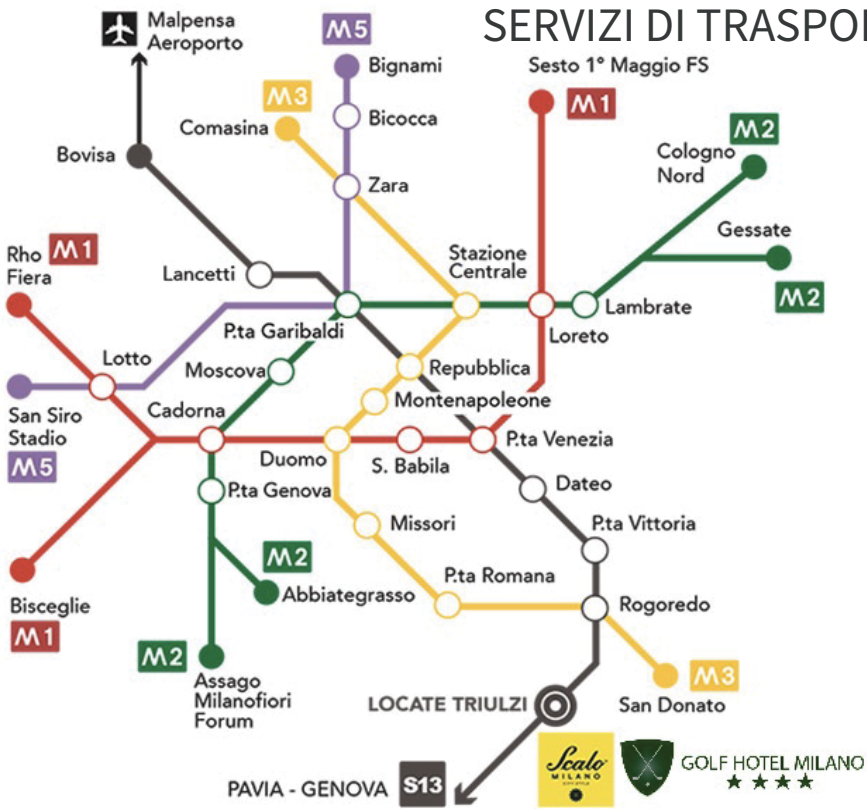 SERVIZI DI TRASPO
Malpensa
Aeroporto
M5
Bignami
Sesto 1° Maggio FS
M3
M1
Comasina
Bicocca
M2
Cologno
Nord
Bovisa
Zara
Gessate
Rho
Fiera
M1
Lancetti
Stazione
Centrale
M2
P.ta Garibaldi
Lambrate
Loreto
Lotto
Moscova
Repubblica
Montenapoleone
San Siro
Stadio
M5
Cadorna
Duomo
S. Babila
P.ta Venezia
P.ta Genova
Dateo
Missori
P.ta Vittoria
M2
Abbiategrasso
P.ta Romana
Rogoredo
Bisceglie
M1
M2
Assago
Milanofiori
Forum
M3
San Donato
LOCATE TRIULZI
PAVIA - GENOVA S13
Scalo
MILANO
CITY STYLE
GOLF HOTEL MILANO